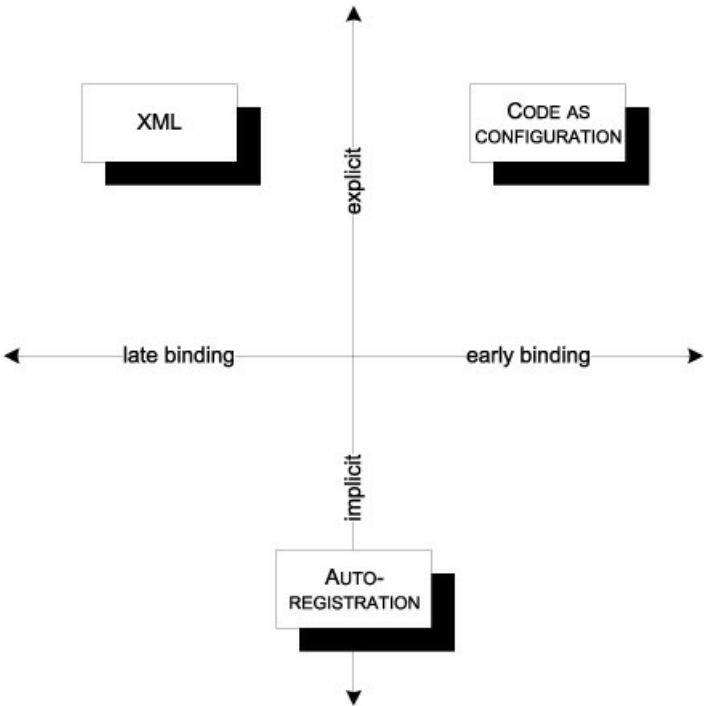 XML
CODE AS
CONFIGURATION
explicit
late binding
early binding
implicit
AUTO-
REGISTRATION